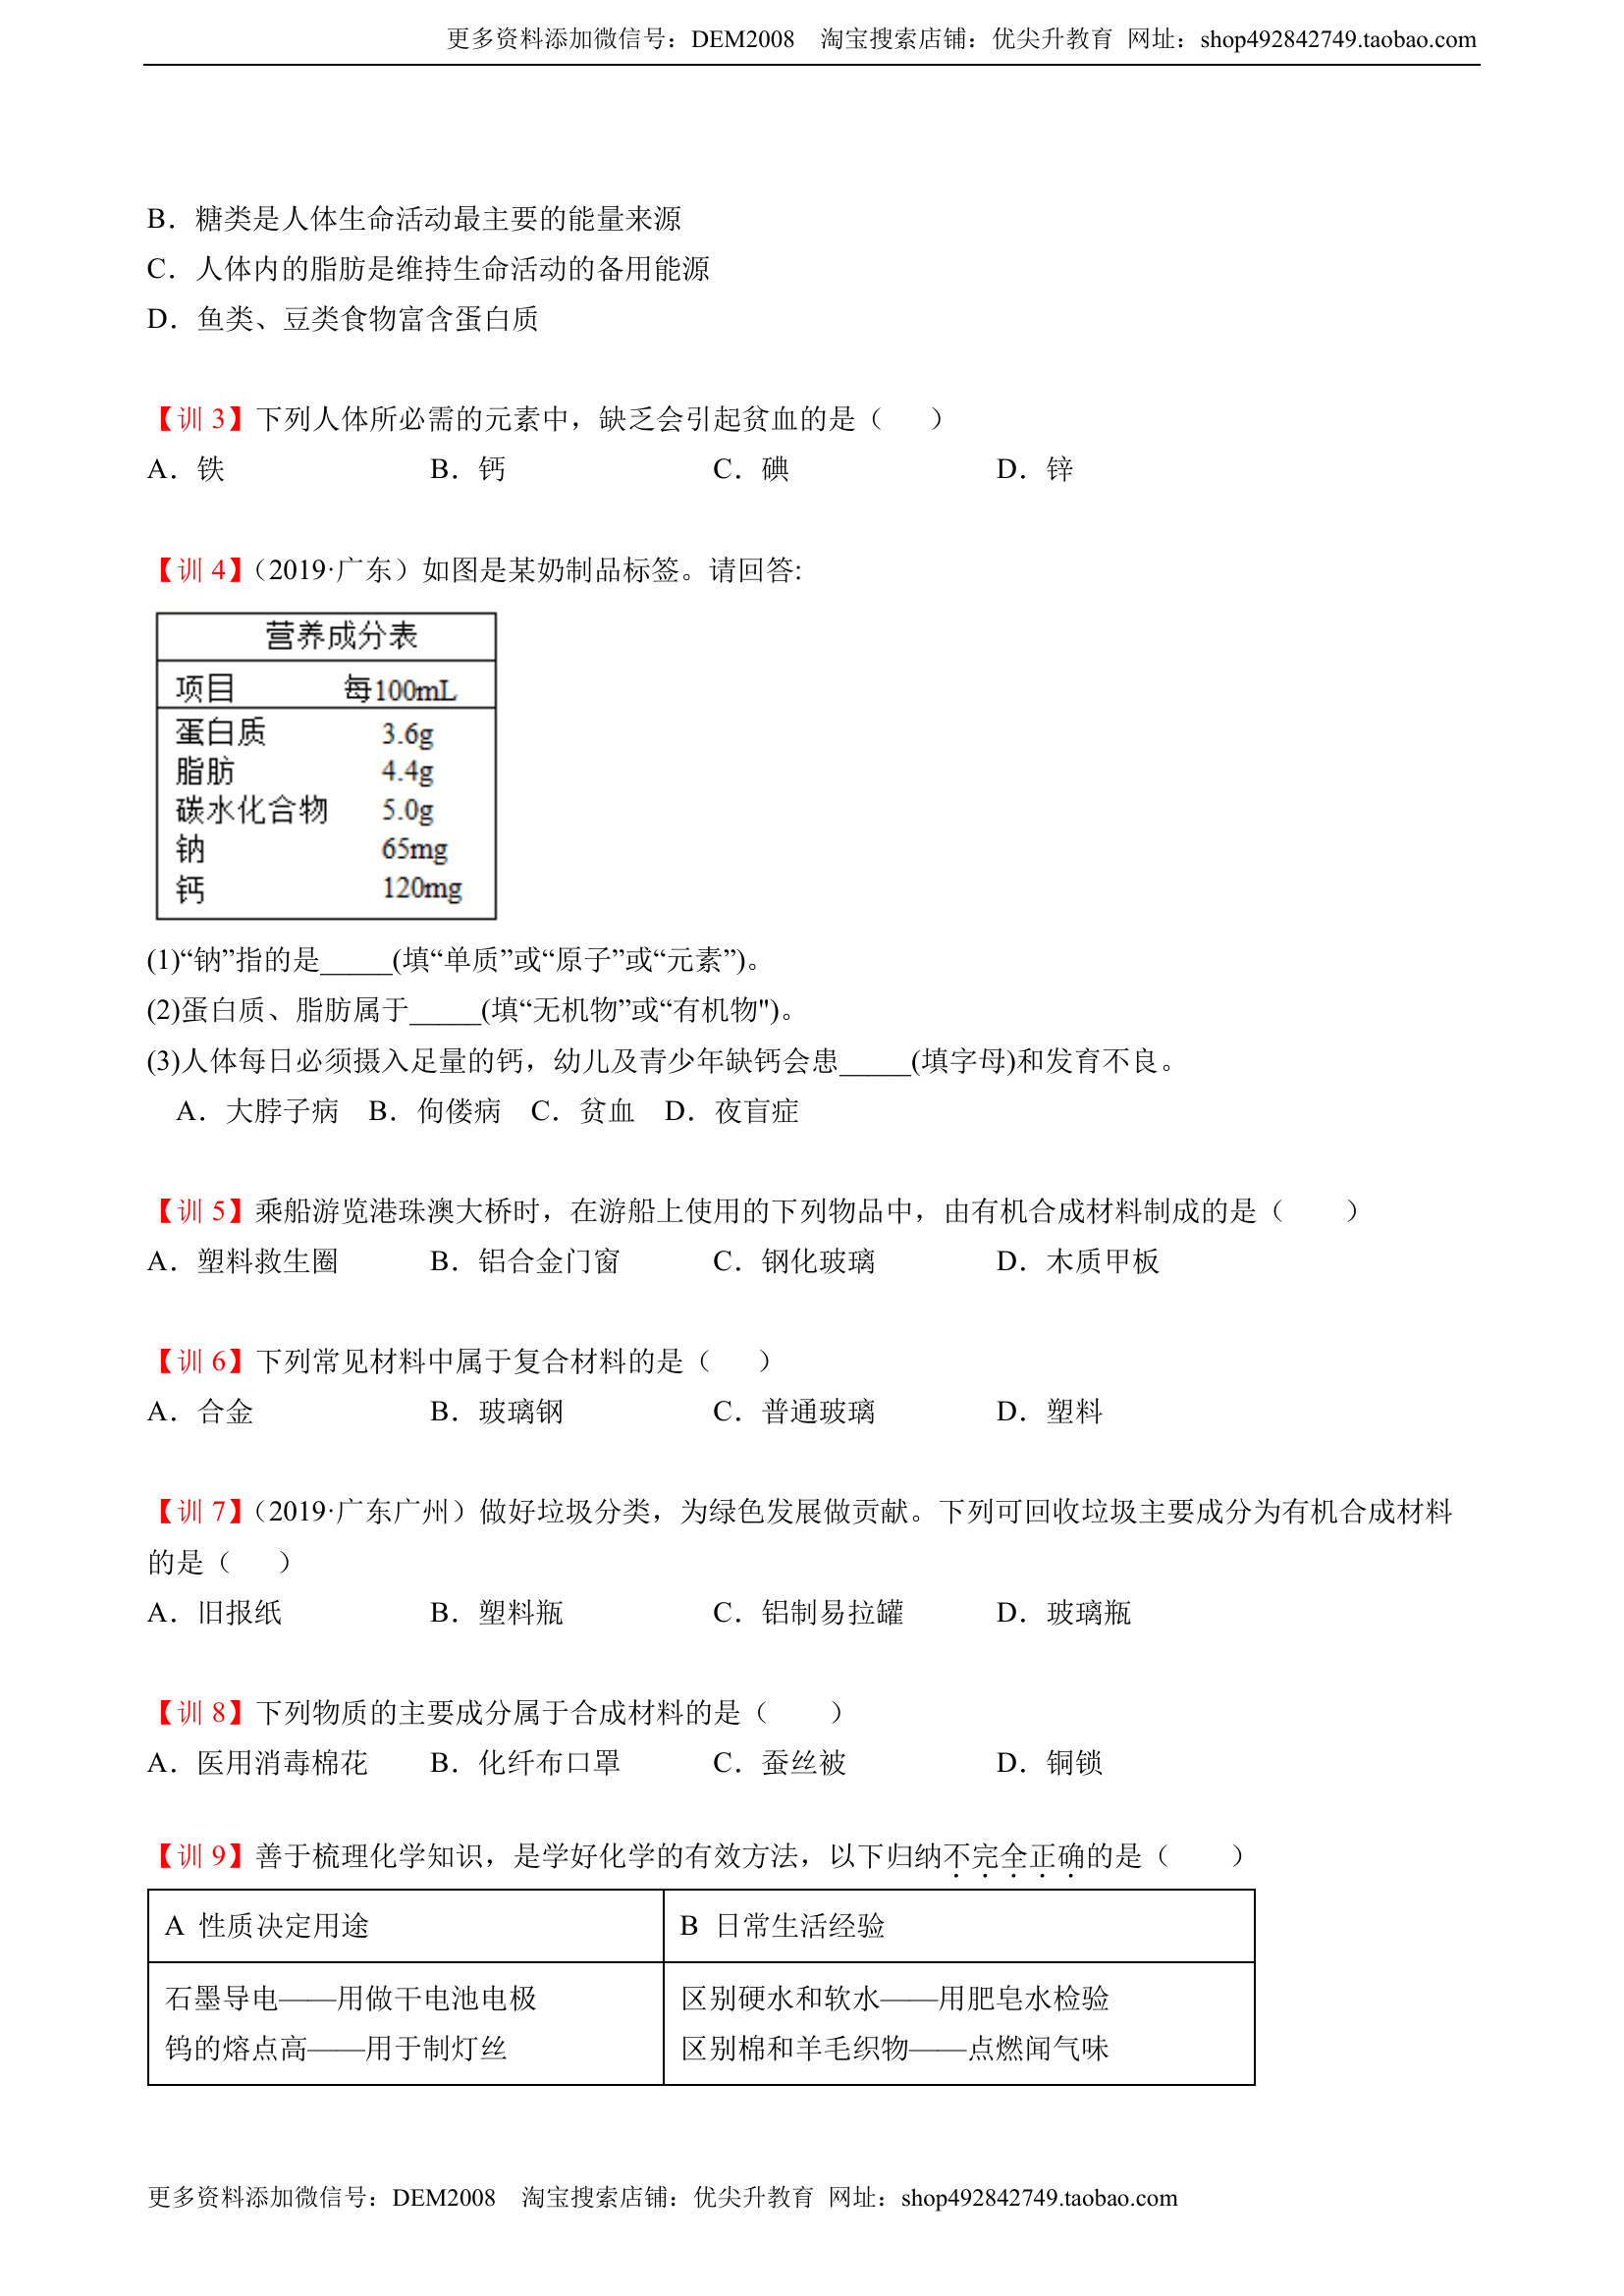 更多资料添加微信号：DEM2008 淘宝搜索店铺：优尖升教育 网址：shop492842749.taobao.com
B．糖类是人体生命活动最主要的能量来源
C．人体内的脂肪是维持生命活动的备用能源
D．鱼类、豆类食物富含蛋白质
【训 3】下列人体所必需的元素中，缺乏会引起贫血的是（ ）
A．铁 B．钙 C．碘 D．锌
【训 4】（2019·广东）如图是某奶制品标签。请回答:
营养成分表
项目 每100mL
蛋白质 3.6g
脂肪 4.4g
碳水化合物 5.0g
钠 65mg
钙 120mg
(1)“钠”指的是_____(填“单质”或“原子”或“元素”)。
(2)蛋白质、脂肪属于_____(填“无机物”或“有机物")。
(3)人体每日必须摄入足量的钙，幼儿及青少年缺钙会患_____(填字母)和发育不良。
A．大脖子病 B．佝偻病 C．贫血 D．夜盲症
【训 5】乘船游览港珠澳大桥时，在游船上使用的下列物品中，由有机合成材料制成的是（ ）
A．塑料救生圈 B．铝合金门窗 C．钢化玻璃 D．木质甲板
【训 6】下列常见材料中属于复合材料的是（ ）
A．合金 B．玻璃钢 C．普通玻璃 D．塑料
【训 7】（2019·广东广州）做好垃圾分类，为绿色发展做贡献。下列可回收垃圾主要成分为有机合成材料
的是（ ）
A．旧报纸 B．塑料瓶 C．铝制易拉罐 D．玻璃瓶
【训 8】下列物质的主要成分属于合成材料的是（ ）
A．医用消毒棉花 B．化纤布口罩 C．蚕丝被 D．铜锁
【训 9】善于梳理化学知识，是学好化学的有效方法，以下归纳不完全正确的是（ ）
A 性质决定用途 B 日常生活经验
石墨导电——用做干电池电极 区别硬水和软水——用肥皂水检验
钨的熔点高——用于制灯丝 区别棉和羊毛织物——点燃闻气味
更多资料添加微信号：DEM2008 淘宝搜索店铺：优尖升教育 网址：shop492842749.taobao.com